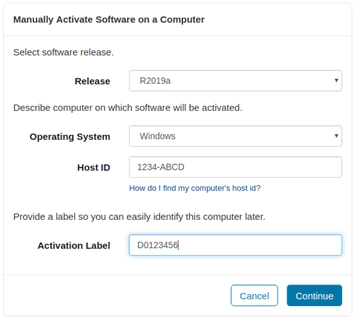 Manually Activate Software on a Computer
Select software release.
Release R2019a
Describe computer on which software will be activated.
Operating System Windows
Host ID 1234-ABCD
How do I find my computer's host id?
Provide a label so you can easily identify this computer later.
Activation Label D0123456
Cancel Continue